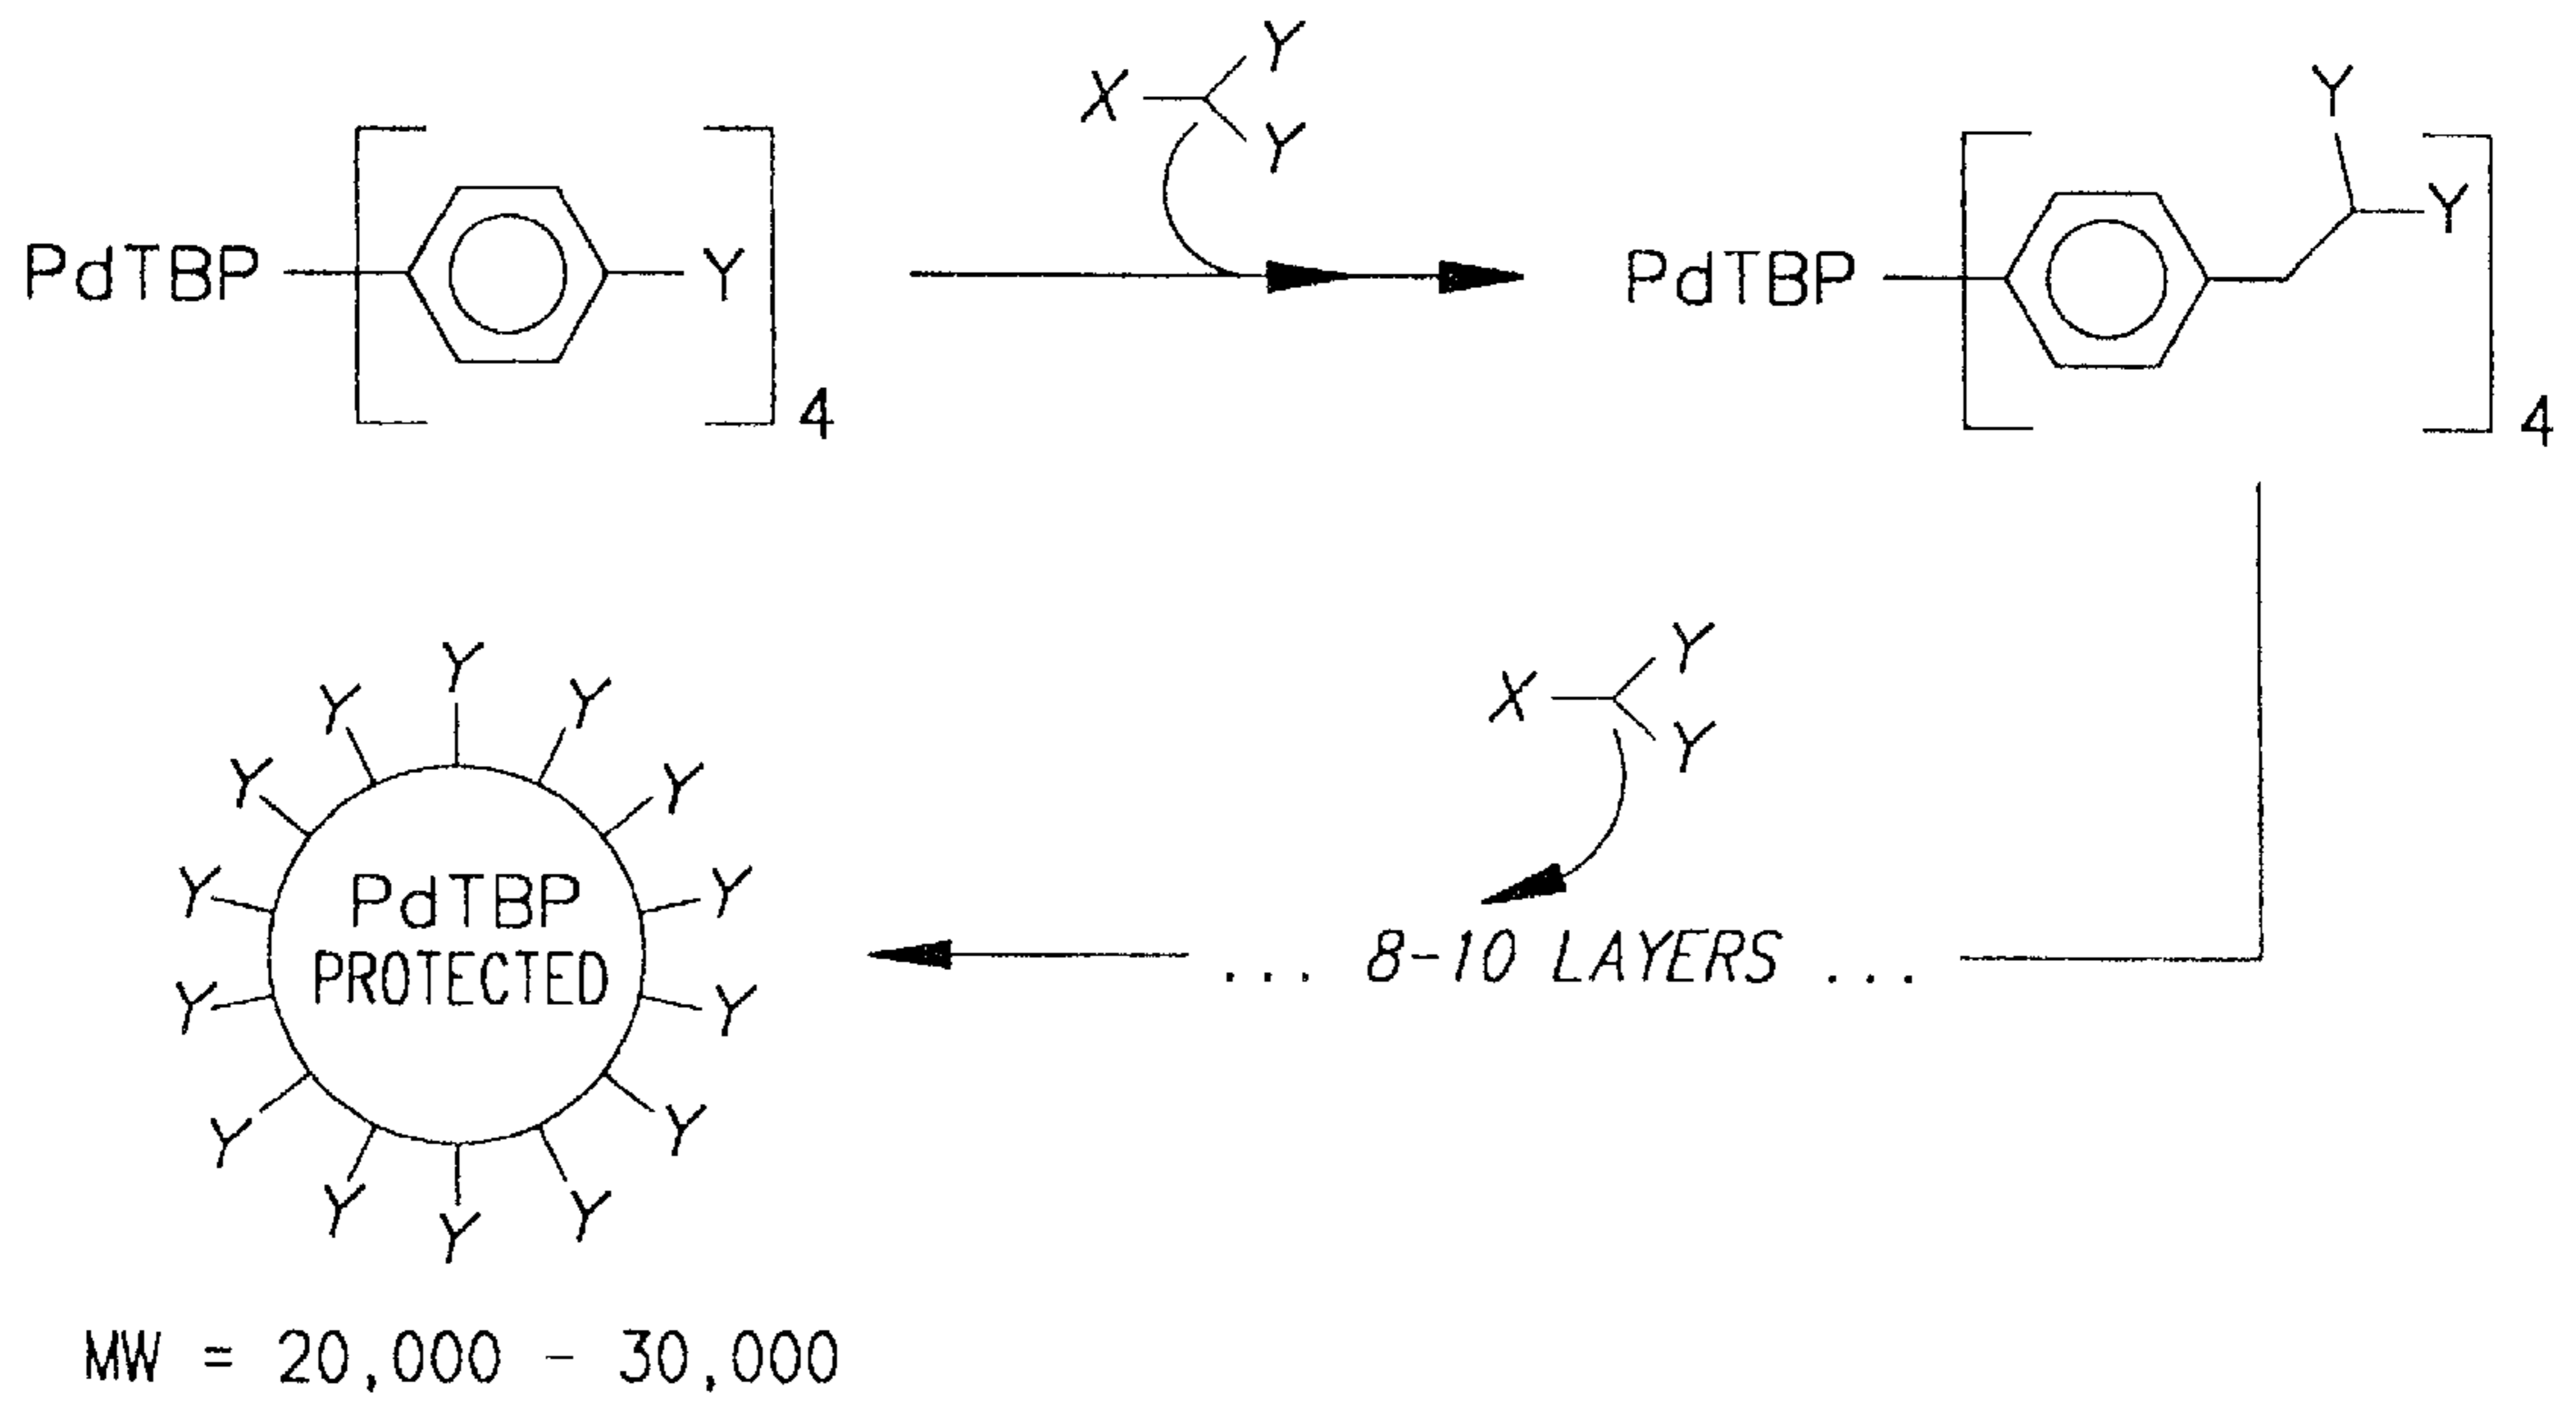 Y
X
Y
Y
PdTBP
Y
4
PdTBP
Y
4
Y
X
Y
... 8-10 LAYERS ...
Y
Y
Y
Y
Y
Y
Y
PdTBP
PROTECTED
Y
Y
Y
Y
Y
Y
Y
Y
MW = 20,000 - 30,000